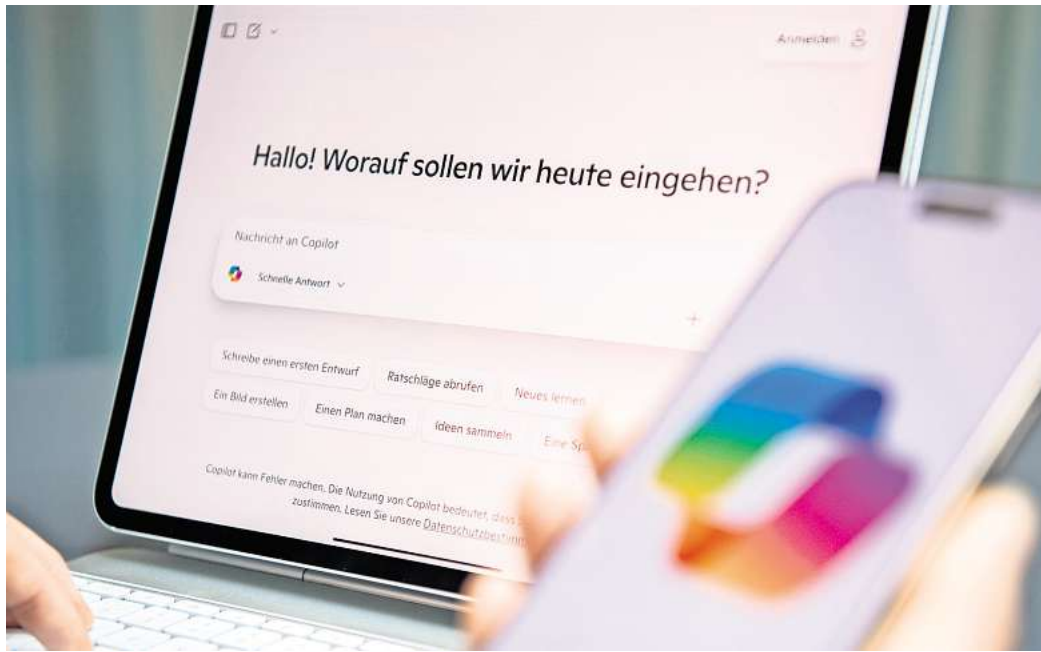 Anmelden
Hallo! Worauf sollen wir heute eingehen?
Nachricht an Copilot
Schnelle Antwort
Schreibe einen ersten Entwurf
Ratschläge abrufen
Neues lernen
Ein Bild erstellen
Einen Plan machen
Ideen sammeln
Eine
Copilot kann Fehler machen. Die Nutzung von Copilot bedeutet, dass
zustimmen. Lesen Sie unsere